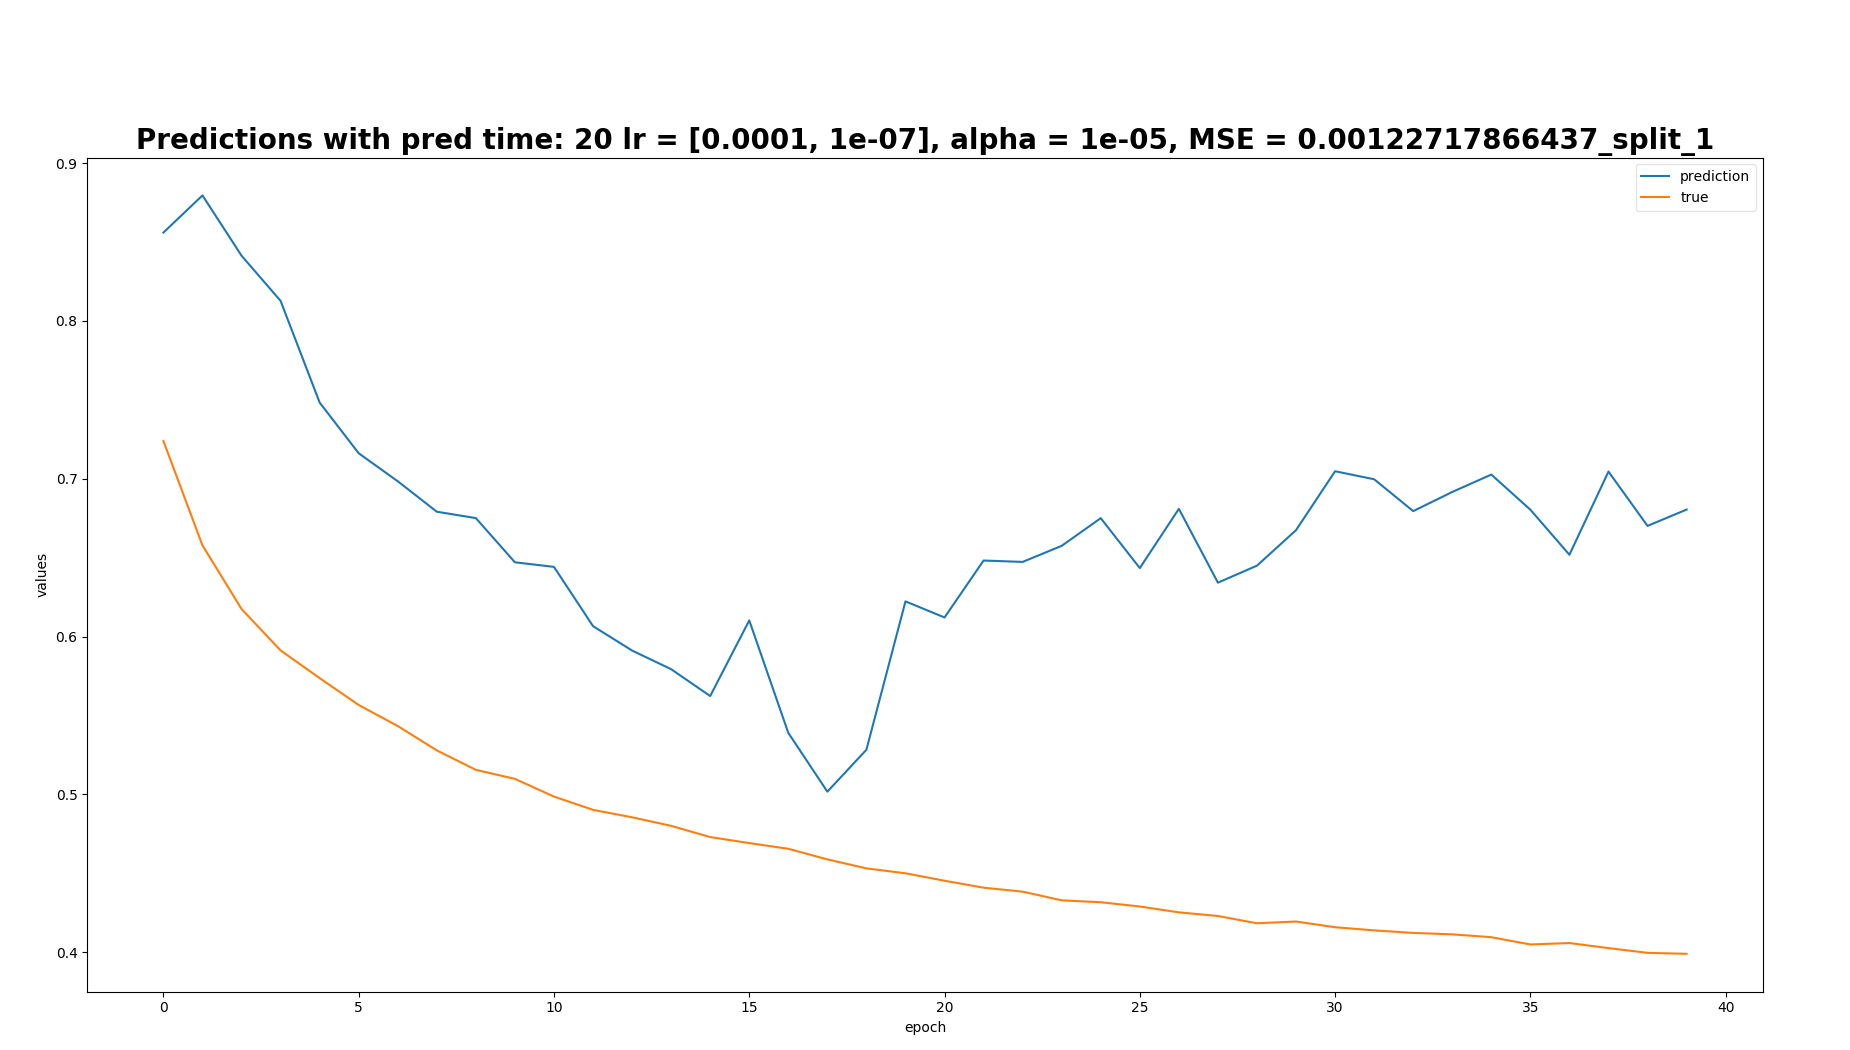 Predictions with pred time: 20 lr = [0.0001, 1e-07], alpha = 1e-05, MSE = 0.00122717866437_split_1
prediction
true
0.9
0.8
0.7
0.6
0.5
0.4
values
0 5 10 15 20 25 30 35 40
epoch